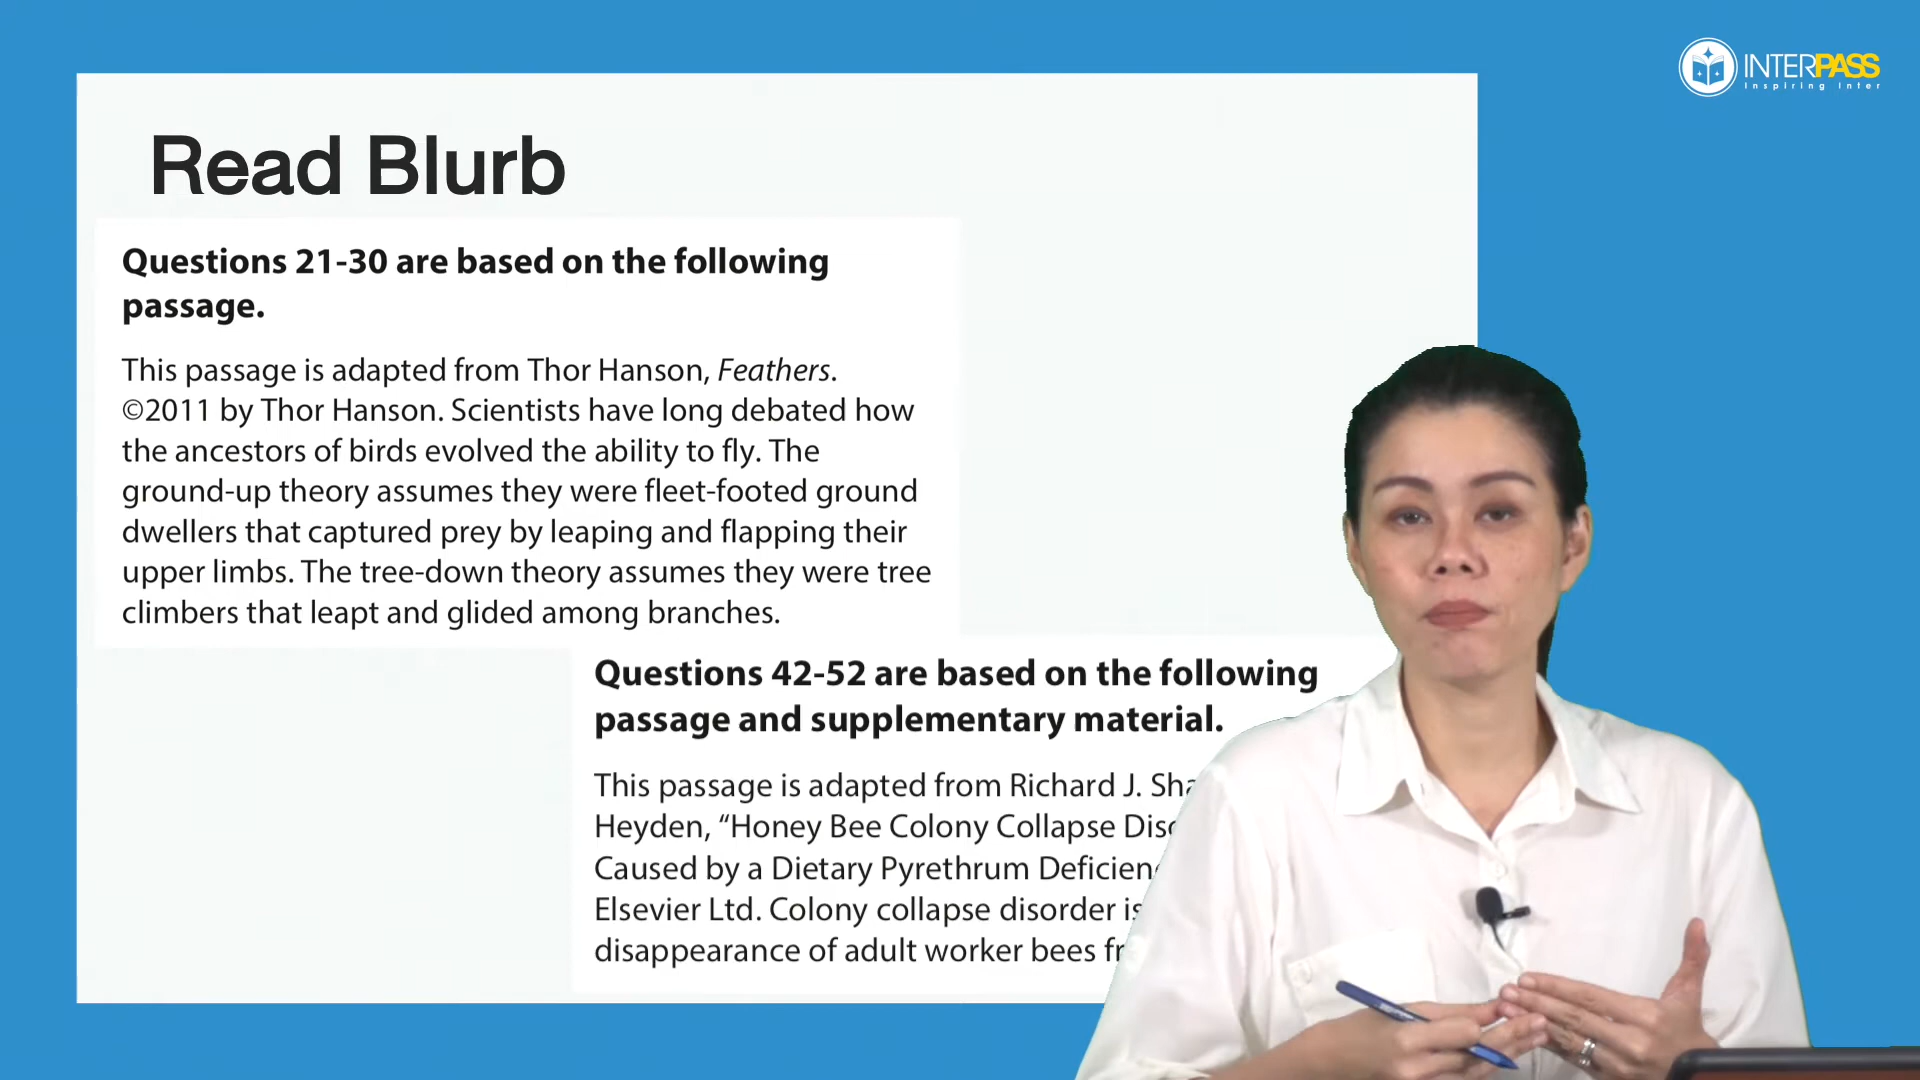 INTERPASS
Inspiring Inter
Read Blurb
Questions 21-30 are based on the following
passage.
This passage is adapted from Thor Hanson, Feathers.
©2011 by Thor Hanson. Scientists have long debated how
the ancestors of birds evolved the ability to fly. The
ground-up theory assumes they were fleet-footed ground
dwellers that captured prey by leaping and flapping their
upper limbs. The tree-down theory assumes they were tree
climbers that leapt and glided among branches.
Questions 42-52 are based on the following
passage and supplementary material.
This passage is adapted from Richard J.
Heyden, “Honey Bee Colony Collapse
Caused by a Dietary Pyrethrum
Elsevier Ltd. Colony collapse disorder is
disappearance of adult worker bees